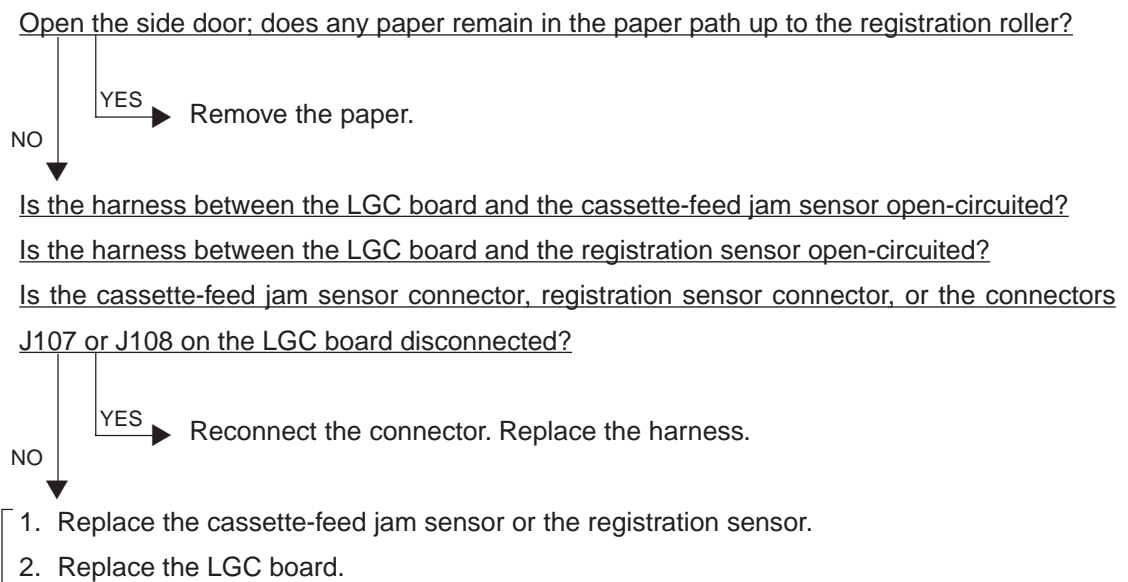 Open the side door; does any paper remain in the paper path up to the registration roller?
YES
Remove the paper.
NO
Is the harness between the LGC board and the cassette-feed jam sensor open-circuited?
Is the harness between the LGC board and the registration sensor open-circuited?
Is the cassette-feed jam sensor connector, registration sensor connector, or the connectors
J107 or J108 on the LGC board disconnected?
YES
Reconnect the connector. Replace the harness.
NO
1. Replace the cassette-feed jam sensor or the registration sensor.
2. Replace the LGC board.